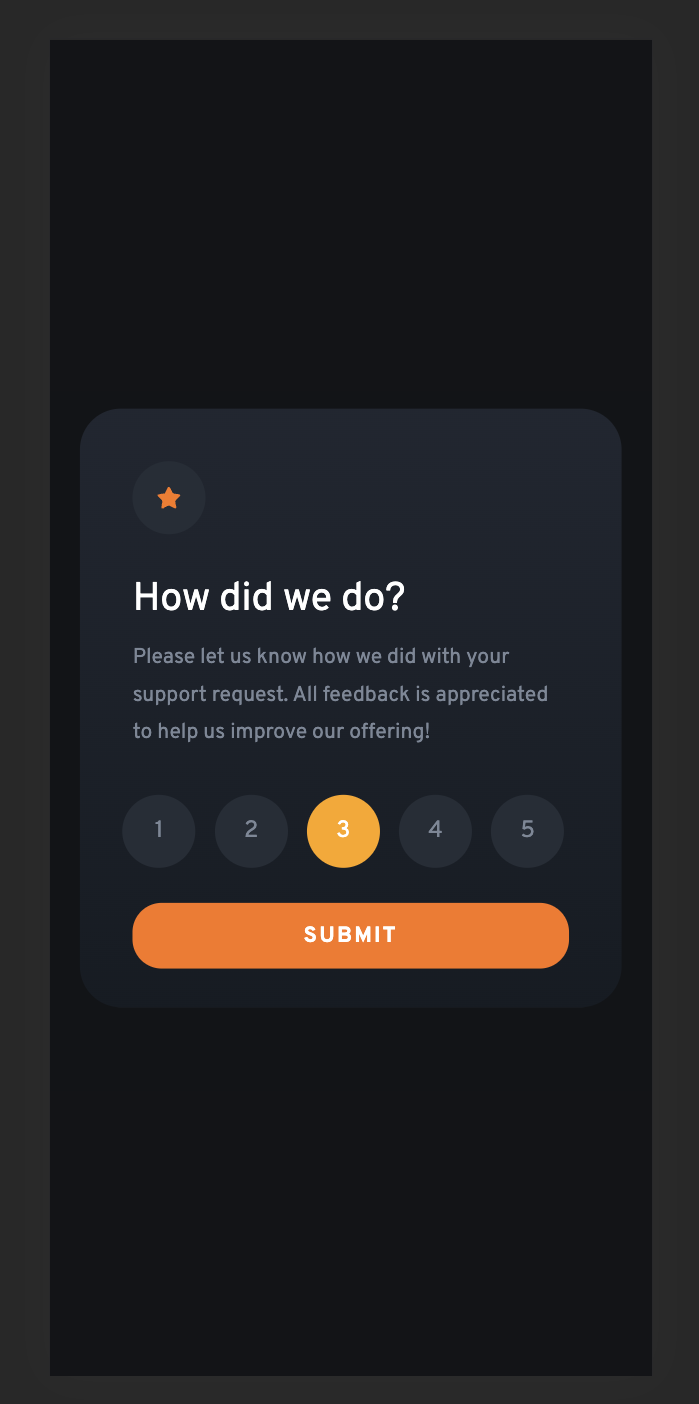 How did we do?
Please let us know how we did with your
support request. All feedback is appreciated
to help us improve our offering!
1 2 3 4 5
SUBMIT